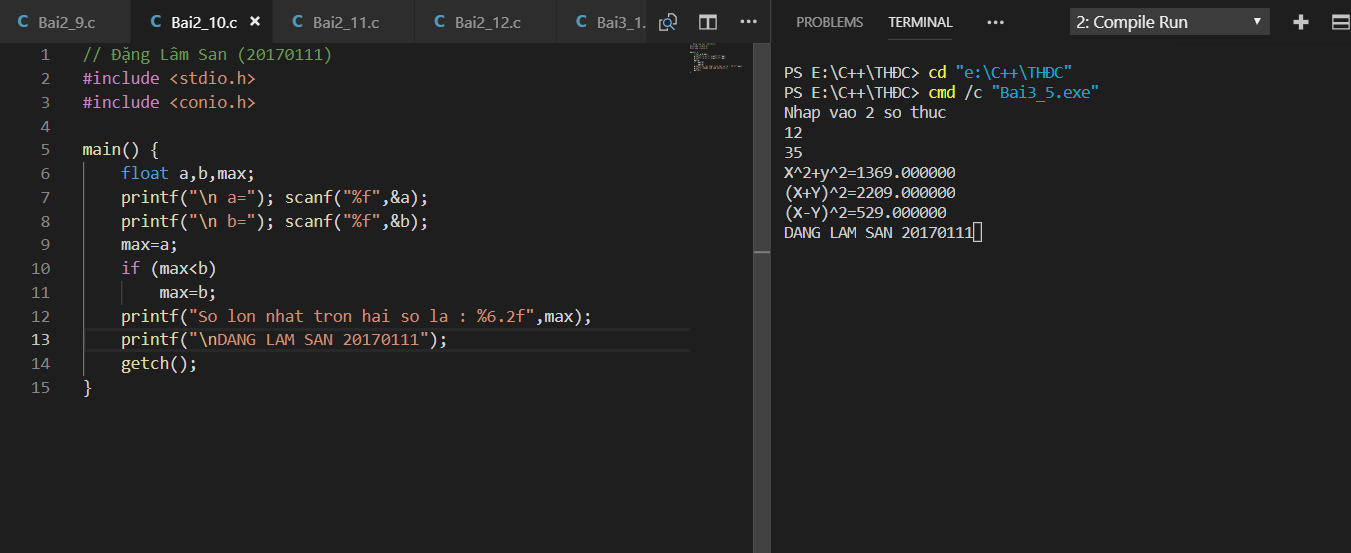 Bai2_9.c Bai2_10.c Bai2_11.c Bai2_12.c Bai3_1.
1 // Đặng Lâm San (20170111)
2 #include <stdio.h>
3 #include <conio.h>
4
5 main() {
6 float a,b,max;
7 printf("\n a="); scanf("%f",&a);
8 printf("\n b="); scanf("%f",&b);
9 max=a;
10 if (max<b)
11 max=b;
12 printf("So lon nhat tron hai so la : %6.2f",max);
13 printf("\nDANG LAM SAN 20170111");
14 getch();
15 }
PROBLEMS TERMINAL 2: Compile Run
PS E:\C++\THĐC> cd "e:\C++\THĐC"
PS E:\C++\THĐC> cmd /c "Bai3_5.exe"
Nhap vao 2 so thuc
12
35
X^2+y^2=1369.000000
(X+Y)^2=2209.000000
(X-Y)^2=529.000000
DANG LAM SAN 20170111